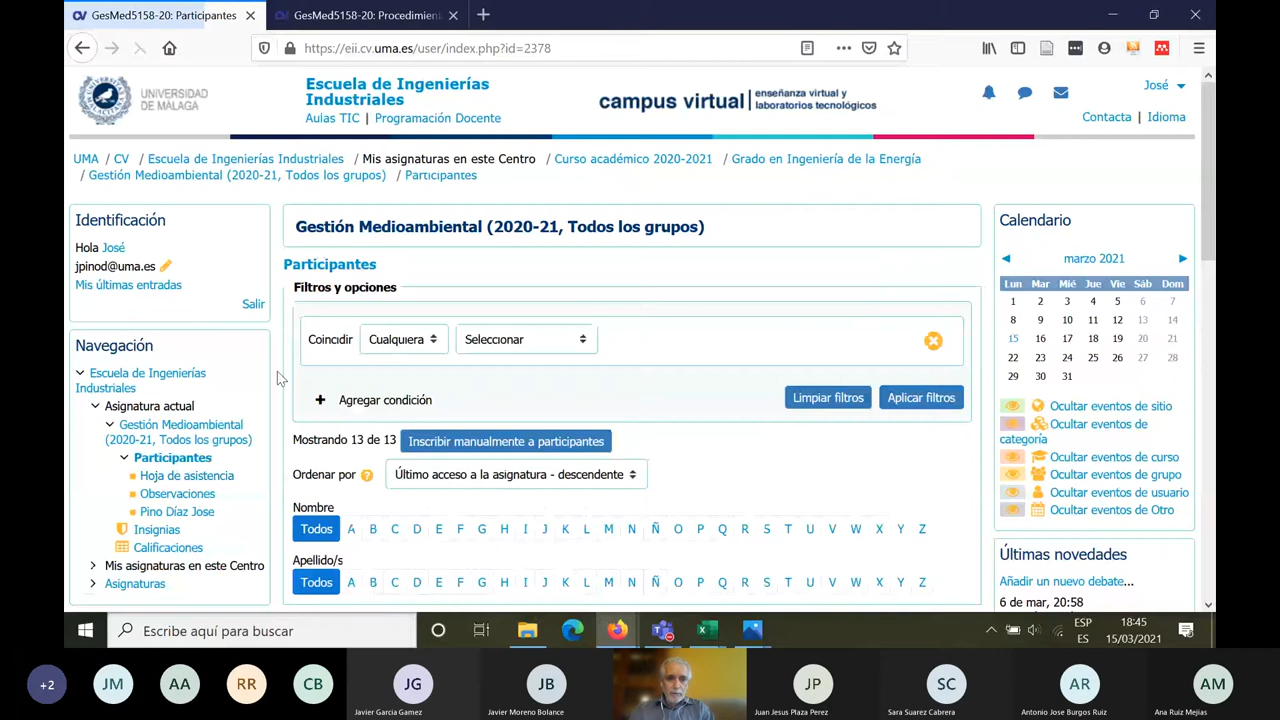 GesMed5158-20: Participantes
GesMed5158-20: Procedimien
https://eii.cv.uma.es/user/index.php?id=2378
UNIVERSIDAD
DE MÁLAGA
Escuela de Ingenierías
Industriales
Aulas TIC | Programación Docente
campus virtual | enseñanza virtual y
laboratorios tecnológicos
José
Contacta | Idioma
UMA / CV / Escuela de Ingenierías Industriales / Mis asignaturas en este Centro / Curso académico 2020-2021 / Grado en Ingeniería de la Energía
/ Gestión Medioambiental (2020-21, Todos los grupos) / Participantes
Identificación
Hola José
jpinod@uma.es
Mis últimas entradas
Salir
Navegación
Escuela de Ingenierías
Industriales
Asignatura actual
Gestión Medioambiental
(2020-21, Todos los grupos)
Participantes
Hoja de asistencia
Observaciones
Pino Díaz Jose
Insignias
Calificaciones
Mis asignaturas en este Centro
Asignaturas
Gestión Medioambiental (2020-21, Todos los grupos)
Participantes
Filtros y opciones
Coincidir Cualquiera Seleccionar
Agregar condición
Limpiar filtros Aplicar filtros
Mostrando 13 de 13 Inscribir manualmente a participantes
Ordenar por Último acceso a la asignatura - descendente
Nombre
Todos A B C D E F G H I J K L M N Ñ O P Q R S T U V W X Y Z
Apellido/s
Todos A B C D E F G H I J K L M N Ñ O P Q R S T U V W X Y Z
Calendario
marzo 2021
Lun Mar Mié Jue Vie Sáb Dom
1 2 3 4 5 6 7
8 9 10 11 12 13 14
15 16 17 18 19 20 21
22 23 24 25 26 27 28
29 30 31
Ocultar eventos de sitio
Ocultar eventos de
categoría
Ocultar eventos de curso
Ocultar eventos de grupo
Ocultar eventos de usuario
Ocultar eventos de Otro
Últimas novedades
Añadir un nuevo debate...
6 de mar, 20:58
Escribe aquí para buscar
ESP
ES
18:45
15/03/2021
+2
JM
AA
RR
CB
JG
Javier Garcia Gamez
JB
Javier Moreno Bolance
JP
Juan Jesus Plaza Perez
SC
Sara Suarez Cabrera
AR
Antonio Jose Burgos Ruiz
AM
Ana Ruiz Mejias